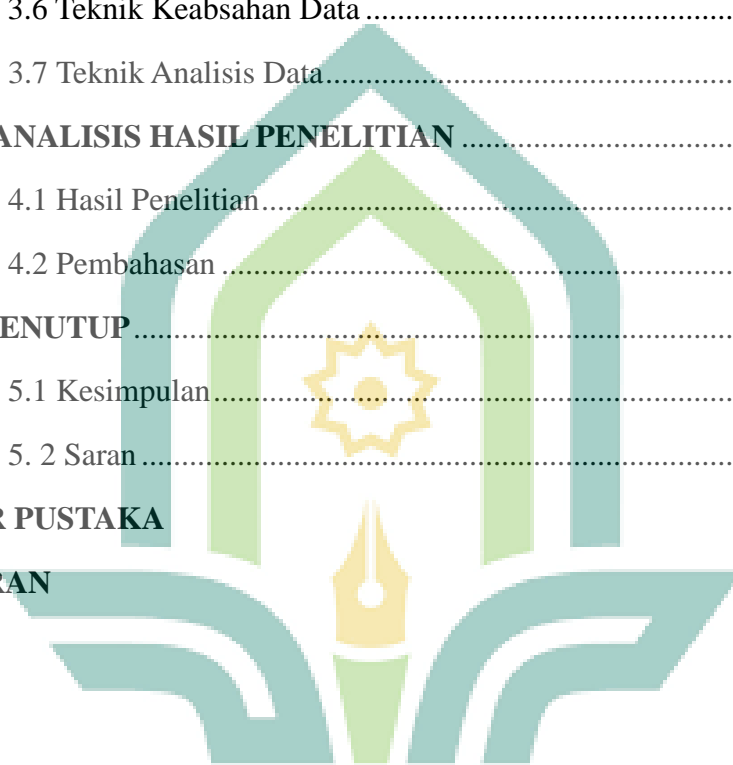 3.6 Teknik Keabsahan Data ................................................
3.7 Teknik Analisis Data.....................................................
ANALISIS HASIL PENELITIAN ...................................
4.1 Hasil Penelitian.............................................................
4.2 Pembahasan .................................................................
ENUTUP............................................................................
5.1 Kesimpulan...................................................................
5. 2 Saran ...........................................................................
R PUSTAKA
RAN